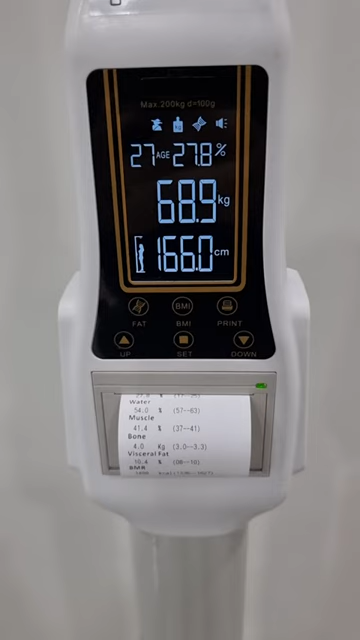 Max.200kg d=100g
27 AGE 27.8 %
68.9 kg
166.0 cm
BMI
FAT BMI PRINT
UP SET DOWN
Water
54.0 % (57--63)
Muscle
41.4 % (37--41)
Bone
4.0 Kg (3.0--3.3)
Visceral Fat
10.4 %
BMR